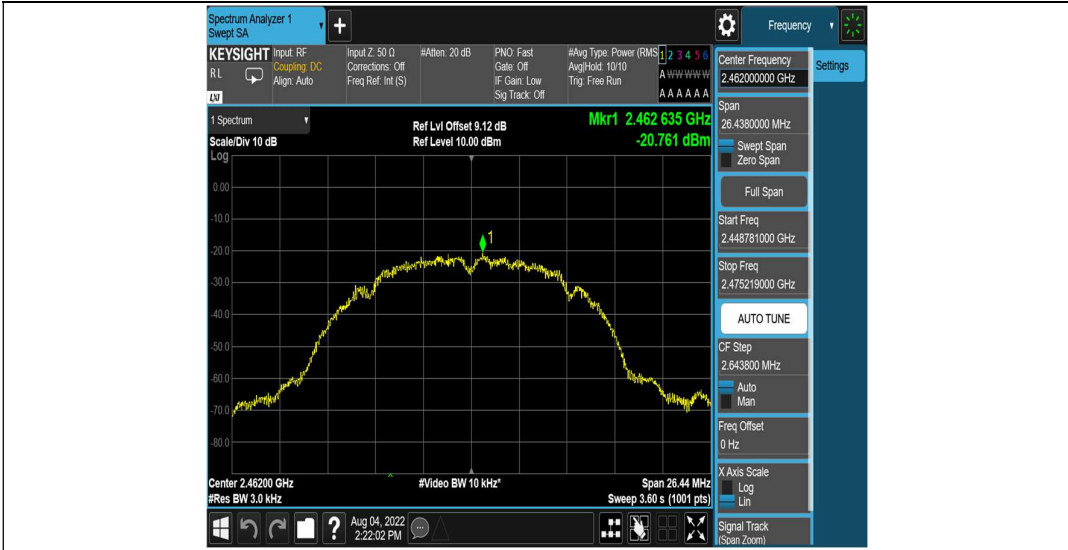 Spectrum Analyzer 1
Swept SA
Frequency
KEYSIGHT
RL
LXI
Input: RF
Coupling: DC
Align: Auto
Input Z: 50 Ω
Corrections: Off
Freq Ref: Int (S)
#Atten: 20 dB
PNO: Fast
Gate: Off
IF Gain: Low
Sig Track: Off
#Avg Type: Power (RMS
Avg|Hold: 10/10
Trig: Free Run
1 2 3 4 5 6
A W W W W W
A A A A A A
1 Spectrum
Scale/Div 10 dB
Log
Ref Lvl Offset 9.12 dB
Ref Level 10.00 dBm
Mkr1 2.462 635 GHz
-20.761 dBm
0.00
-10.0
-20.0
-30.0
-40.0
-50.0
-60.0
-70.0
-80.0
1
Center 2.46200 GHz
#Res BW 3.0 kHz
#Video BW 10 kHz*
Span 26.44 MHz
Sweep 3.60 s (1001 pts)
Aug 04, 2022
2:22:02 PM
Center Frequency
2.462000000 GHz
Settings
Span
26.4380000 MHz
Swept Span
Zero Span
Full Span
Start Freq
2.448781000 GHz
Stop Freq
2.475219000 GHz
AUTO TUNE
CF Step
2.643800 MHz
Auto
Man
Freq Offset
0 Hz
X Axis Scale
Log
Lin
Signal Track
(Span Zoom)